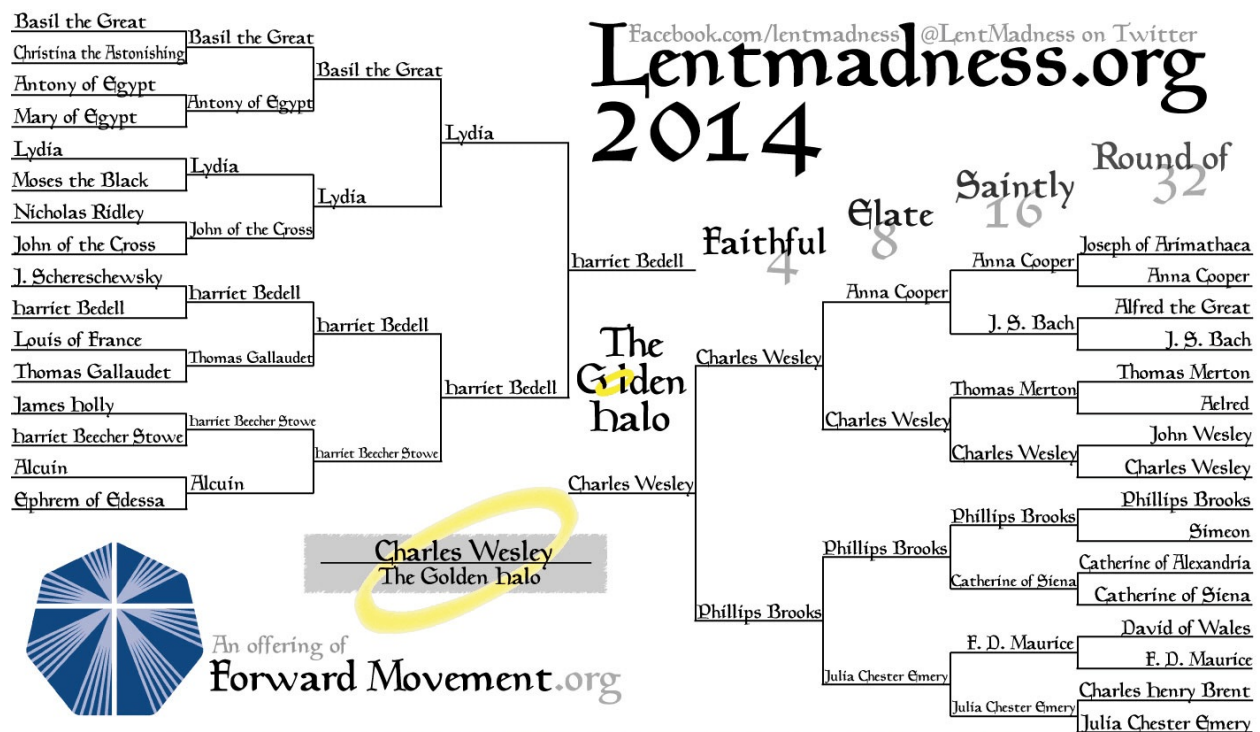 Facebook.com/lentmadness @LentMadness on Twitter
Lentmadness.org
2014
Round of
32
Saintly
16
Elate
8
Faithful
4
Basil the Great
Christina the Astonishing
Antony of Egypt
Mary of Egypt
Lydia
Moses the Black
Nicholas Ridley
John of the Cross
J. Schereschewsky
Harriet Bedell
Louis of France
Thomas Gallaudet
James Holly
Harriet Beecher Stowe
Alcuin
Ephrem of Edessa
Basil the Great
Antony of Egypt
Lydia
John of the Cross
Harriet Bedell
Thomas Gallaudet
Harriet Beecher Stowe
Alcuin
Basil the Great
Lydia
Harriet Bedell
Harriet Beecher Stowe
Lydia
Harriet Bedell
Harriet Bedell
The
Golden
Halo
Charles Wesley
Charles Wesley
Phillips Brooks
Anna Cooper
Charles Wesley
Phillips Brooks
Julia Chester Emery
Anna Cooper
J. S. Bach
Thomas Merton
Charles Wesley
Phillips Brooks
Catherine of Siena
F. D. Maurice
Julia Chester Emery
Joseph of Arimathaea
Anna Cooper
Alfred the Great
J. S. Bach
Thomas Merton
Aelred
John Wesley
Charles Wesley
Phillips Brooks
Simeon
Catherine of Alexandria
Catherine of Siena
David of Wales
F. D. Maurice
Charles Henry Brent
Julia Chester Emery
Charles Wesley
The Golden Halo
An offering of
Forward Movement.org